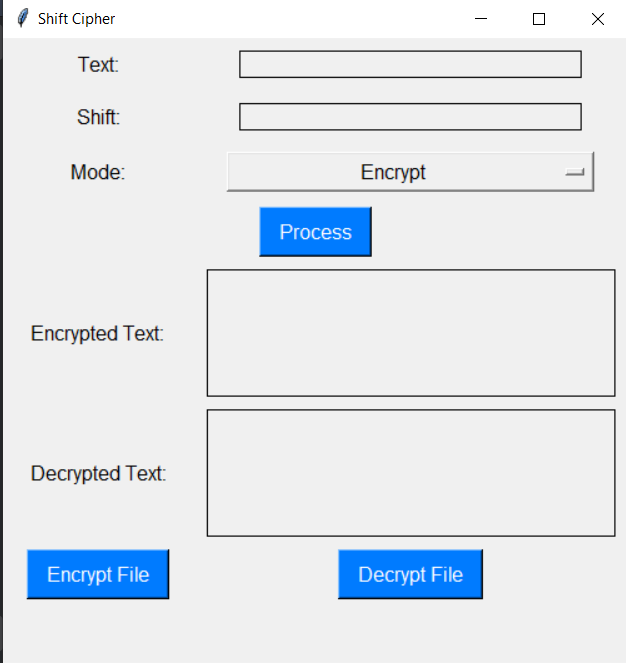 Shift Cipher
Text:
Shift:
Mode:
Encrypt
Process
Encrypted Text:
Decrypted Text:
Encrypt File
Decrypt File